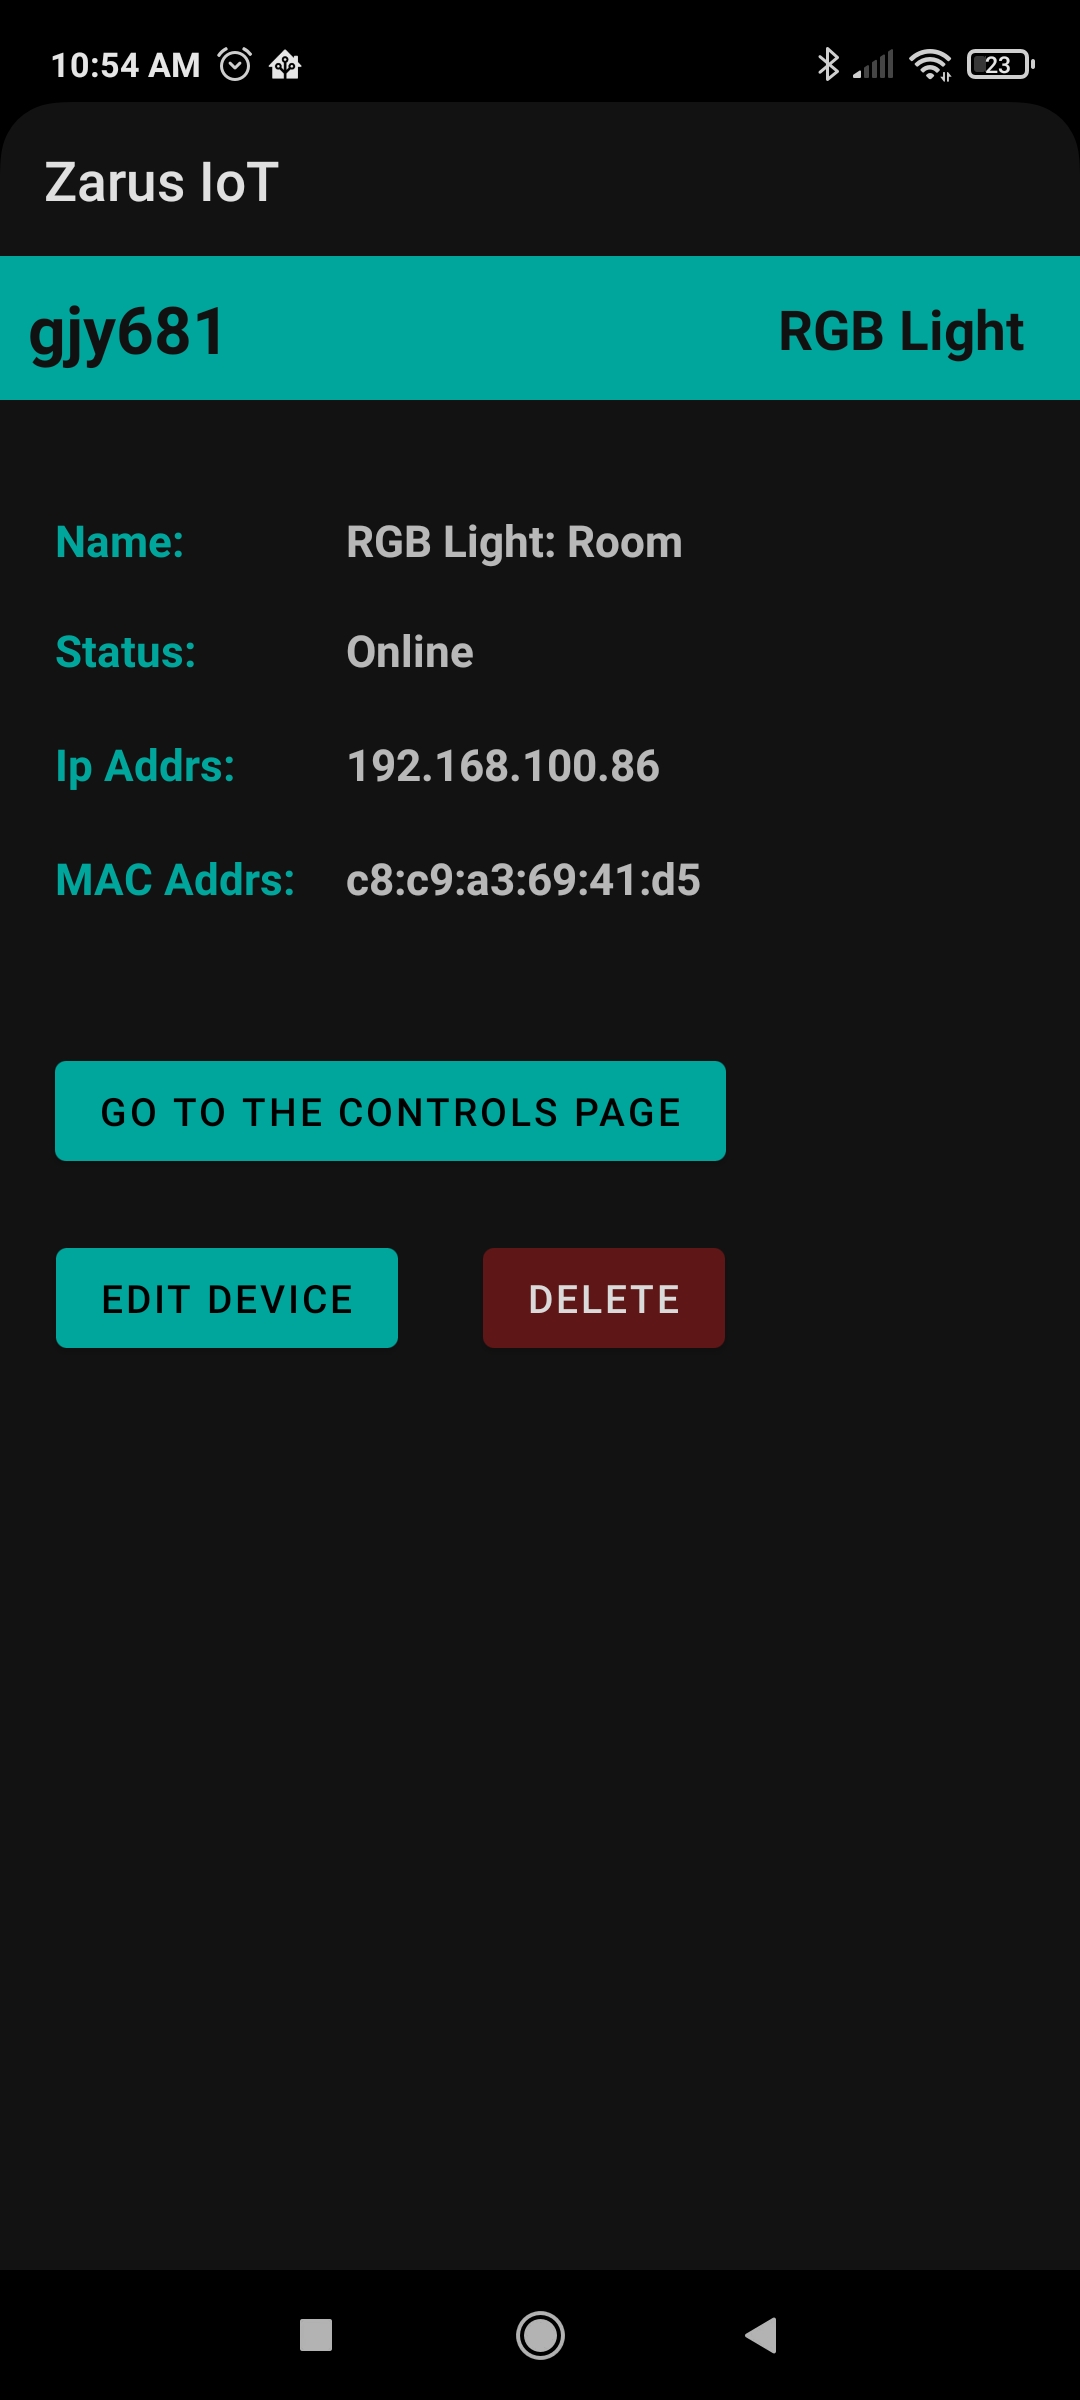 10:54 AM 23
Zarus IoT
gjy681 RGB Light
Name: RGB Light: Room
Status: Online
Ip Addrs: 192.168.100.86
MAC Addrs: c8:c9:a3:69:41:d5
GO TO THE CONTROLS PAGE
EDIT DEVICE DELETE